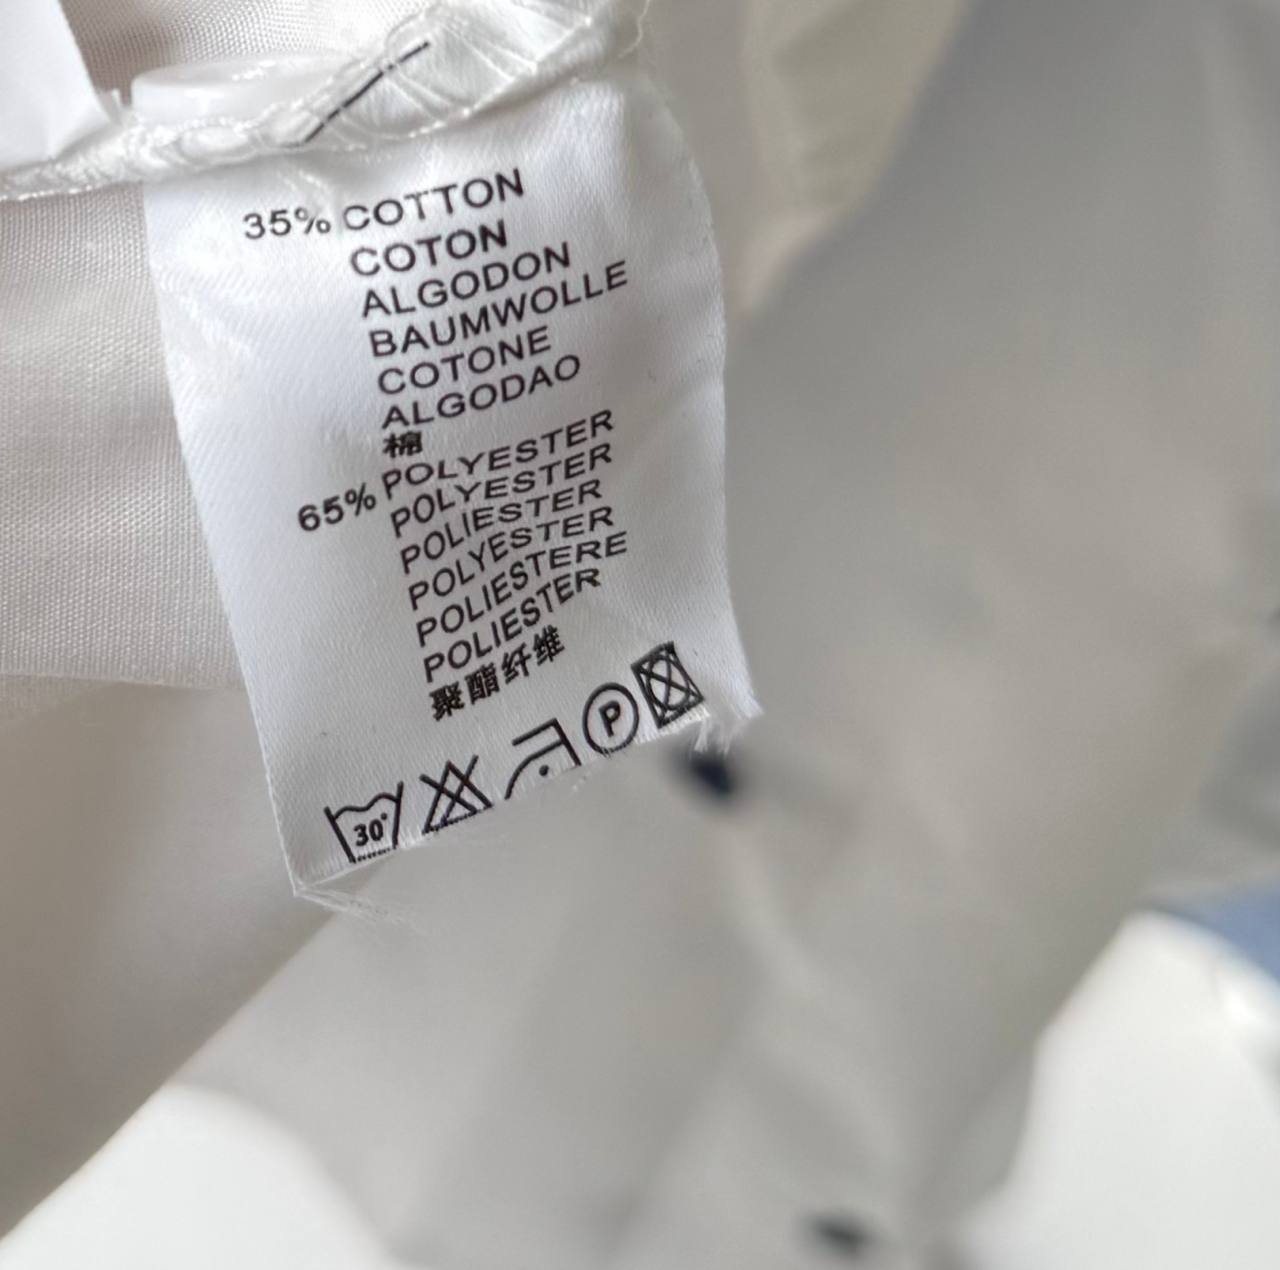 35% COTTON
COTON
ALGODON
BAUMWOLLE
COTONE
ALGODAO
棉
65% POLYESTER
POLYESTER
POLIESTER
POLYESTER
POLIESTERE
POLIESTER
聚酯纤维
30° P